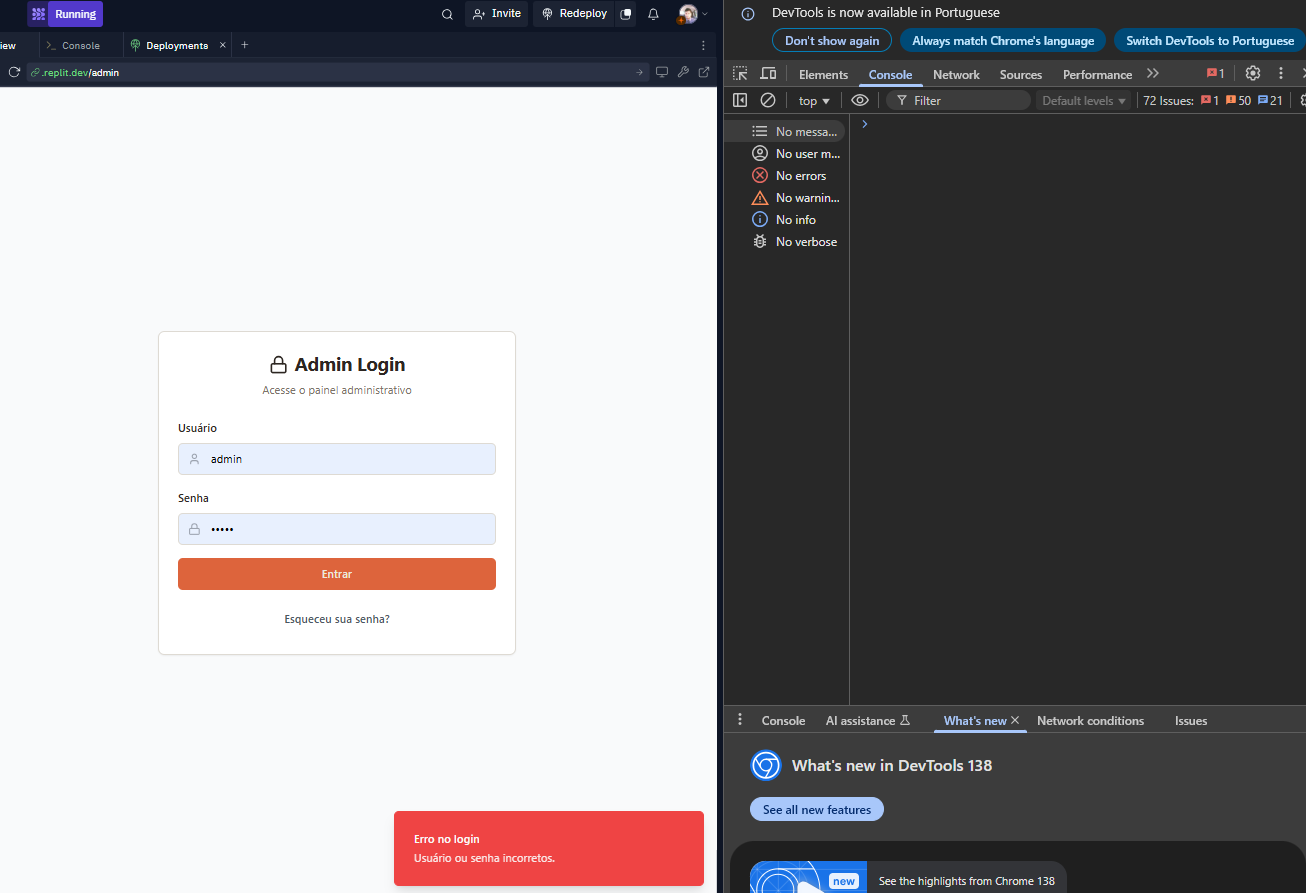 Running
Invite
Redeploy
iew
Console
Deployments
.replit.dev/admin
Admin Login
Acesse o painel administrativo
Usuário
admin
Senha
•••••
Entrar
Esqueceu sua senha?
Erro no login
Usuário ou senha incorretos.
DevTools is now available in Portuguese
Don't show again
Always match Chrome's language
Switch DevTools to Portuguese
Elements Console Network Sources Performance 1
top Filter Default levels 72 Issues: 1 50 21
No messa...
No user m...
No errors
No warnin...
No info
No verbose
Console AI assistance What's new Network conditions Issues
What's new in DevTools 138
See all new features
new
See the highlights from Chrome 138